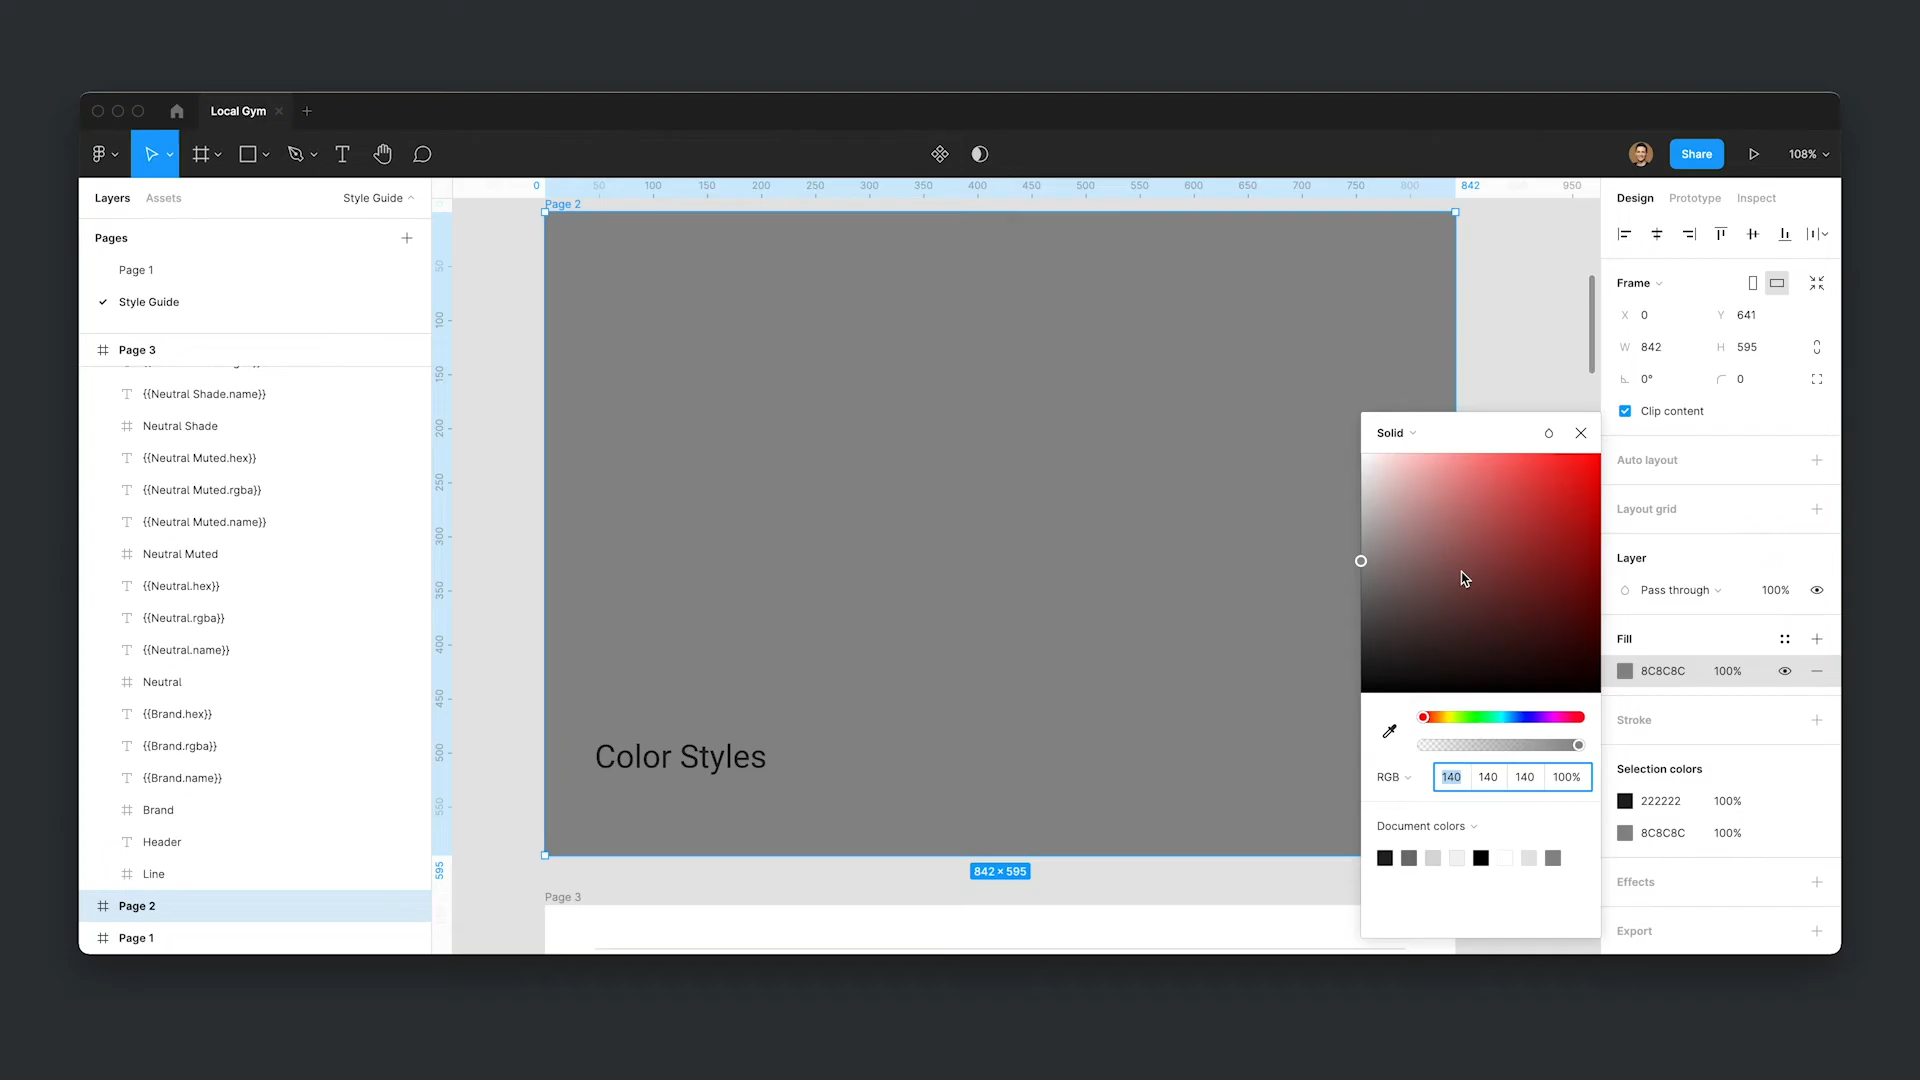 Local Gym
Share
108%
Layers
Assets
Style Guide
Pages
Page 1
Style Guide
Page 3
{{Neutral Shade.name}}
Neutral Shade
{{Neutral Muted.hex}}
{{Neutral Muted.rgba}}
{{Neutral Muted.name}}
Neutral Muted
{{Neutral.hex}}
{{Neutral.rgba}}
{{Neutral.name}}
Neutral
{{Brand.hex}}
{{Brand.rgba}}
{{Brand.name}}
Brand
Header
Line
Page 2
Page 1
0 50 100 150 200 250 300 350 400 450 500 550 600 650 700 750 800 842 950
50
100
150
200
250
300
350
400
450
500
550
595
Page 2
Color Styles
842 × 595
Page 3
Solid
RGB 140 140 140 100%
Document colors
Design Prototype Inspect
Frame
X 0 Y 641
W 842 H 595
0° 0
Clip content
Auto layout
Layout grid
Layer
Pass through 100%
Fill
8C8C8C 100%
Stroke
Selection colors
222222 100%
8C8C8C 100%
Effects
Export